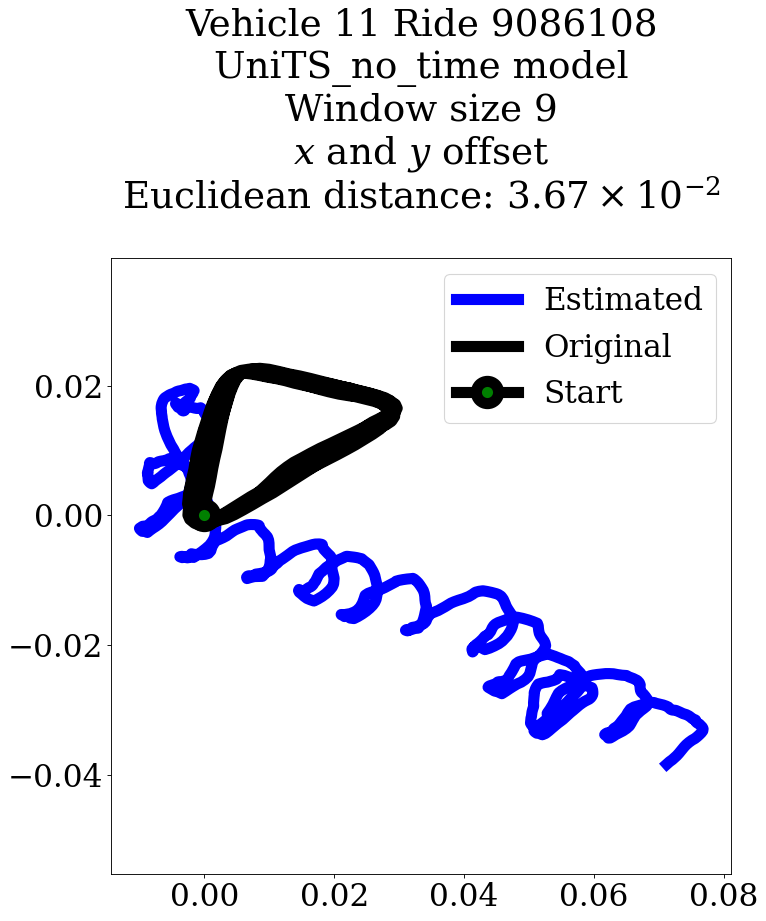 Vehicle 11 Ride 9086108
UniTS_no_time model
Window size 9
x and y offset
Euclidean distance: 3.67 × 10⁻²
Estimated
Original
Start
0.02
0.00
−0.02
−0.04
0.00 0.02 0.04 0.06 0.08